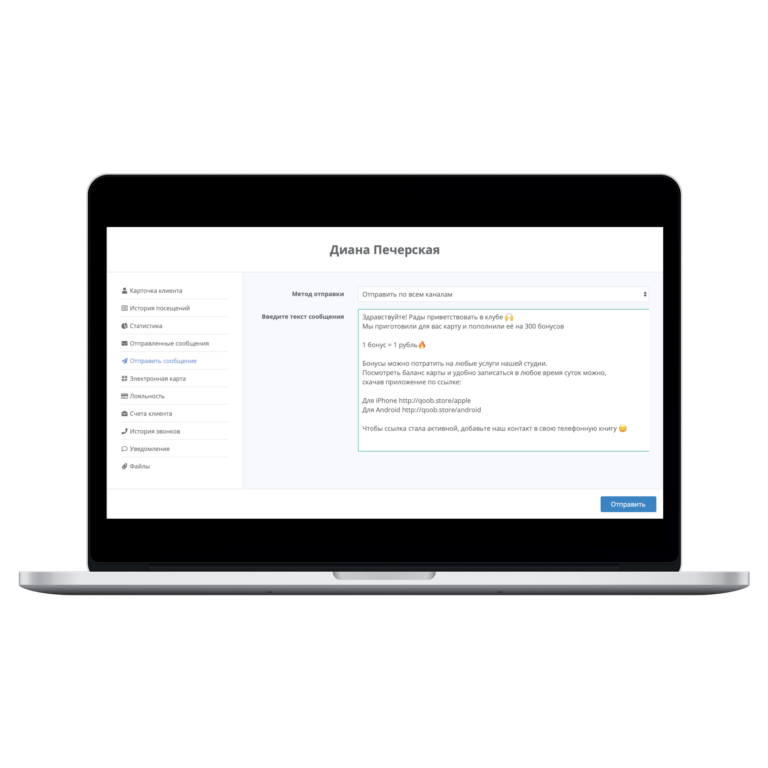 Диана Печерская
Карточка клиента
История посещений
Статистика
Отправленные сообщения
Отправить сообщение
Электронная карта
Лояльность
Счета клиента
История звонков
Уведомления
Файлы
Метод отправки
Отправить по всем каналам
Введите текст сообщения
Здравствуйте! Рады приветствовать в клубе 🙌
Мы приготовили для вас карту и пополнили её на 300 бонусов
1 бонус = 1 рубль🔥
Бонусы можно потратить на любые услуги нашей студии.
Посмотреть баланс карты и удобно записаться в любое время суток можно,
скачав приложение по ссылке:
Для iPhone http://qoob.store/apple
Для Android http://qoob.store/android
Чтобы ссылка стала активной, добавьте наш контакт в свою телефонную книгу 😊
Отправить